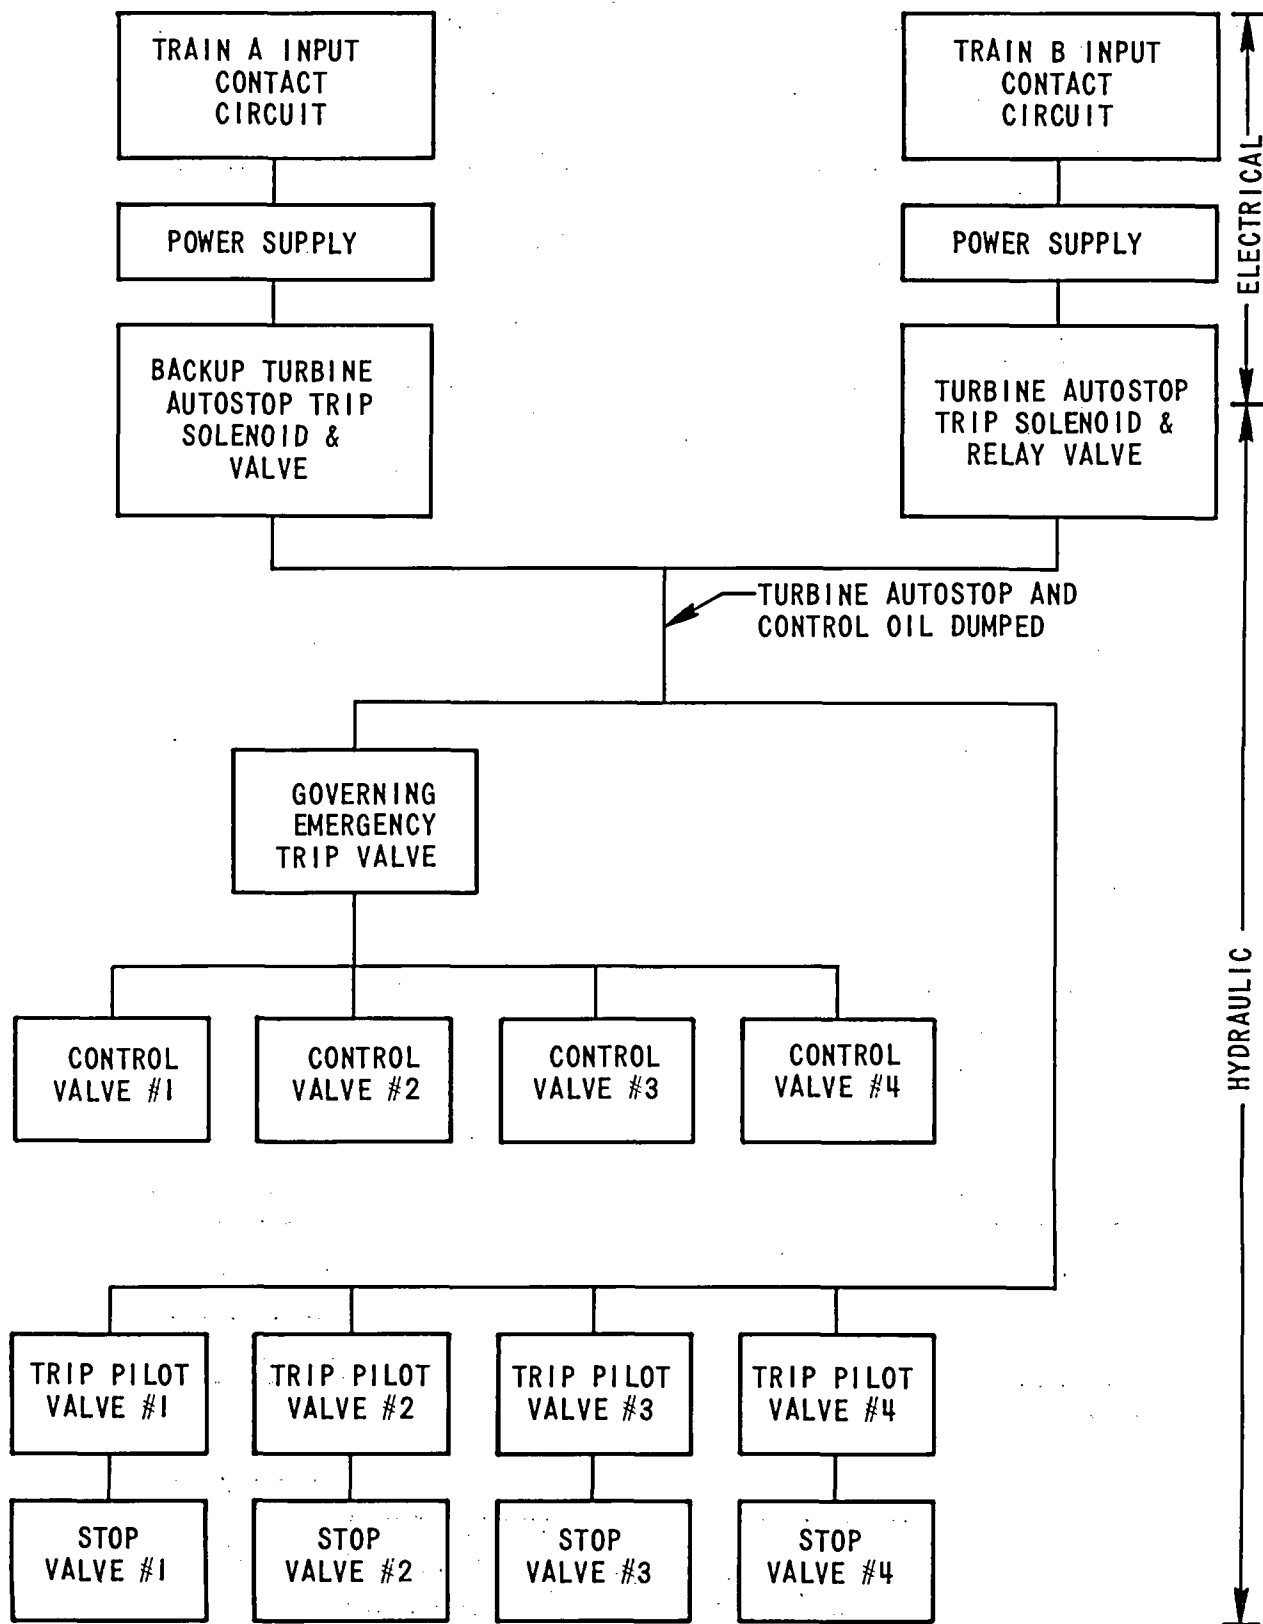 TRAIN A INPUT
CONTACT
CIRCUIT
TRAIN B INPUT
CONTACT
CIRCUIT
ELECTRICAL
POWER SUPPLY
POWER SUPPLY
BACKUP TURBINE
AUTOSTOP TRIP
SOLENOID &
VALVE
TURBINE AUTOSTOP
TRIP SOLENOID &
RELAY VALVE
TURBINE AUTOSTOP AND
CONTROL OIL DUMPED
GOVERNING
EMERGENCY
TRIP VALVE
HYDRAULIC
CONTROL
VALVE #1
CONTROL
VALVE #2
CONTROL
VALVE #3
CONTROL
VALVE #4
TRIP PILOT
VALVE #1
TRIP PILOT
VALVE #2
TRIP PILOT
VALVE #3
TRIP PILOT
VALVE #4
STOP
VALVE #1
STOP
VALVE #2
STOP
VALVE #3
STOP
VALVE #4